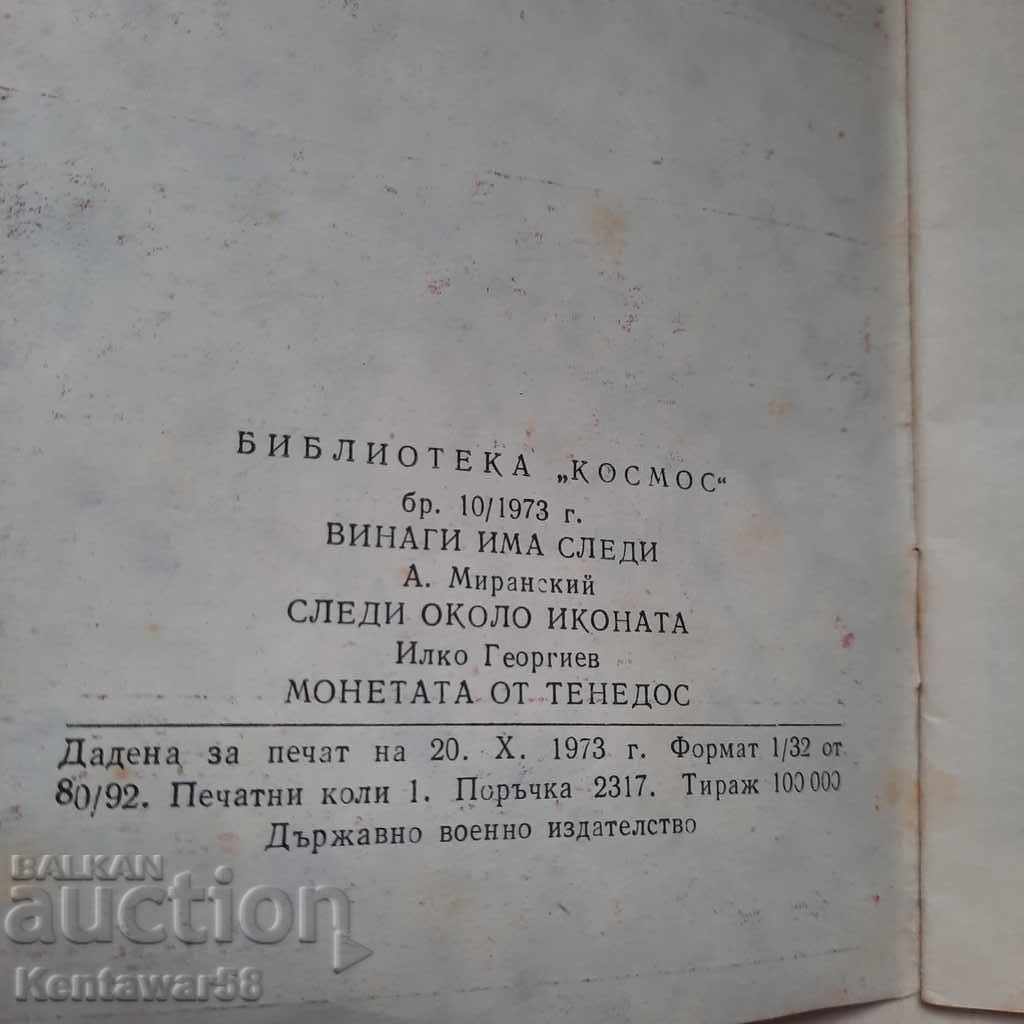 БИБЛИОТЕКА „КОСМОС“
бр. 10/1973 г.
ВИНАГИ ИМА СЛЕДИ
А. Миранский
СЛЕДИ ОКОЛО ИКОНАТА
Илко Георгиев
МОНЕТАТА ОТ ТЕНЕДОС
Дадена за печат на 20. X. 1973 г. Формат 1/32 от
80/92. Печатни коли 1. Поръчка 2317. Тираж 100 000
Държавно военно издателство
BALKAN
auction
Kentawar58